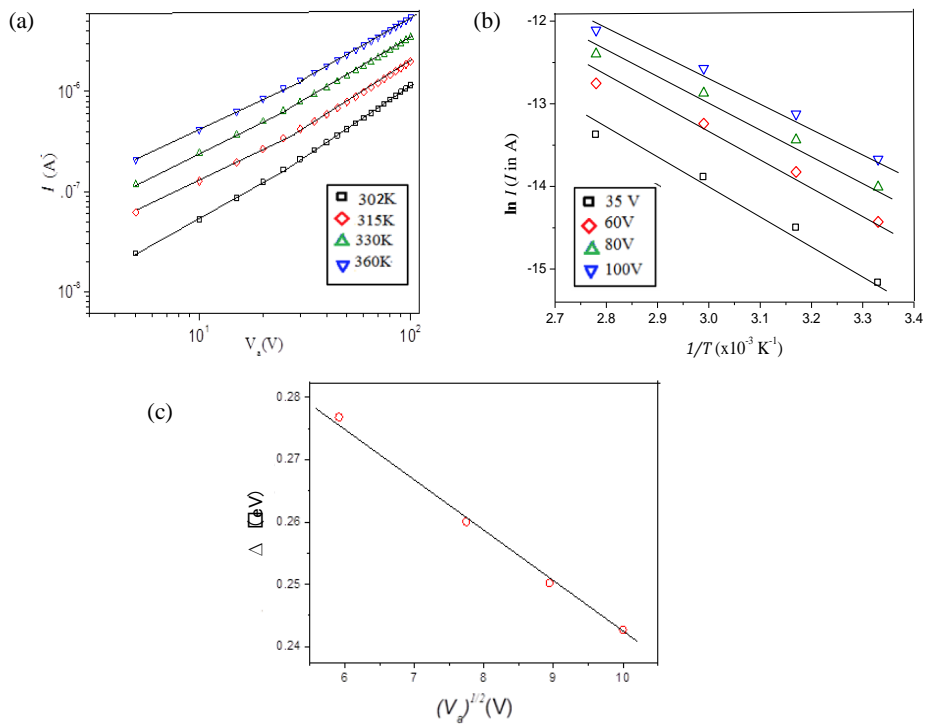 (a)
I (A)
10⁻⁶
10⁻⁷
10⁻⁸
10¹
10²
Vₐ(V)
302K
315K
330K
360K
(b)
ln I (I in A)
-12
-13
-14
-15
2.7 2.8 2.9 3.0 3.1 3.2 3.3 3.4
1/T (x10⁻³ K⁻¹)
35 V
60V
80V
100V
(c)
△ (eV)
0.28
0.27
0.26
0.25
0.24
6 7 8 9 10
(Vₐ)^1/2(V)